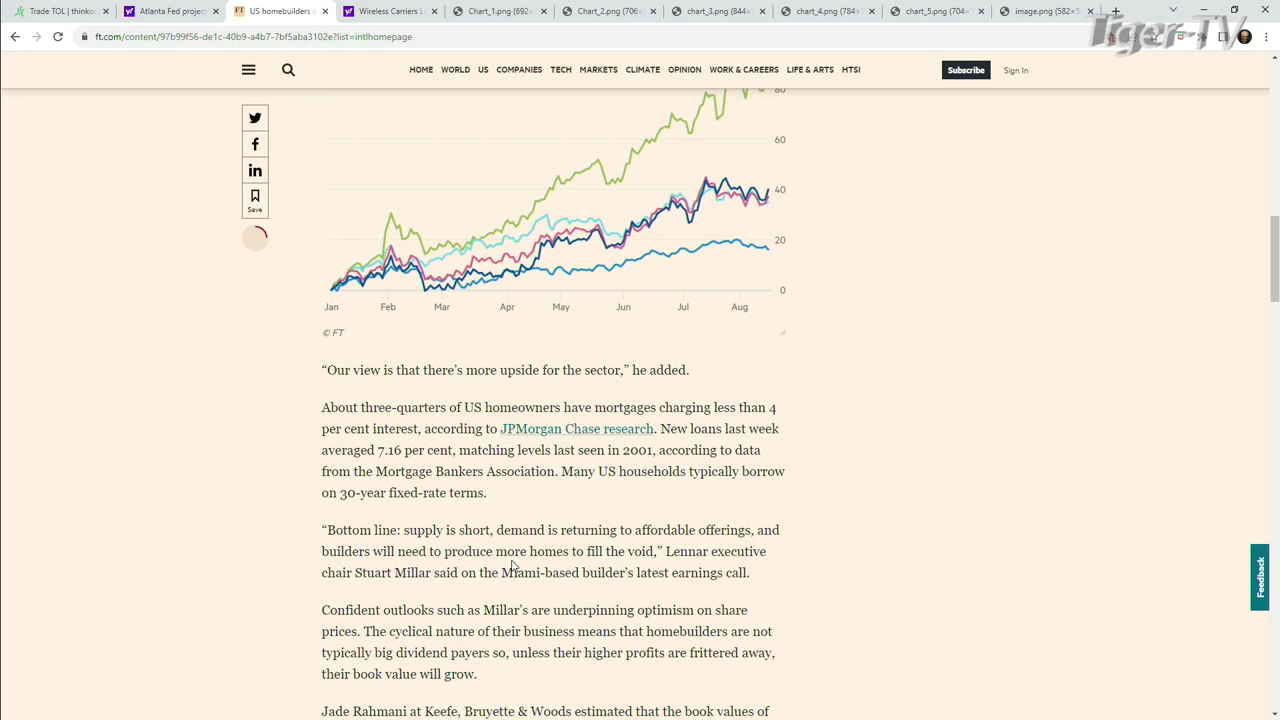 Trade TOL | thinkor
Atlanta Fed project
US homebuilders d
Wireless Carriers L
Chart_1.png (692×
Chart_2.png (706×
chart_3.png (844×
chart_4.png (784×
chart_5.png (704×
image.png (582×5
Tiger-TV
ft.com/content/97b99f56-de1c-40b9-a4b7-7bf5aba3102e?list=intlhomepage
HOME WORLD US COMPANIES TECH MARKETS CLIMATE OPINION WORK & CAREERS LIFE & ARTS HTSI
Subscribe
Sign In
80
60
40
20
0
Jan Feb Mar Apr May Jun Jul Aug
Save
© FT
“Our view is that there’s more upside for the sector,” he added.
About three-quarters of US homeowners have mortgages charging less than 4
per cent interest, according to JPMorgan Chase research. New loans last week
averaged 7.16 per cent, matching levels last seen in 2001, according to data
from the Mortgage Bankers Association. Many US households typically borrow
on 30-year fixed-rate terms.
“Bottom line: supply is short, demand is returning to affordable offerings, and
builders will need to produce more homes to fill the void,” Lennar executive
chair Stuart Millar said on the Miami-based builder’s latest earnings call.
Confident outlooks such as Millar’s are underpinning optimism on share
prices. The cyclical nature of their business means that homebuilders are not
typically big dividend payers so, unless their higher profits are frittered away,
their book value will grow.
Jade Rahmani at Keefe, Bruyette & Woods estimated that the book values of
Feedback